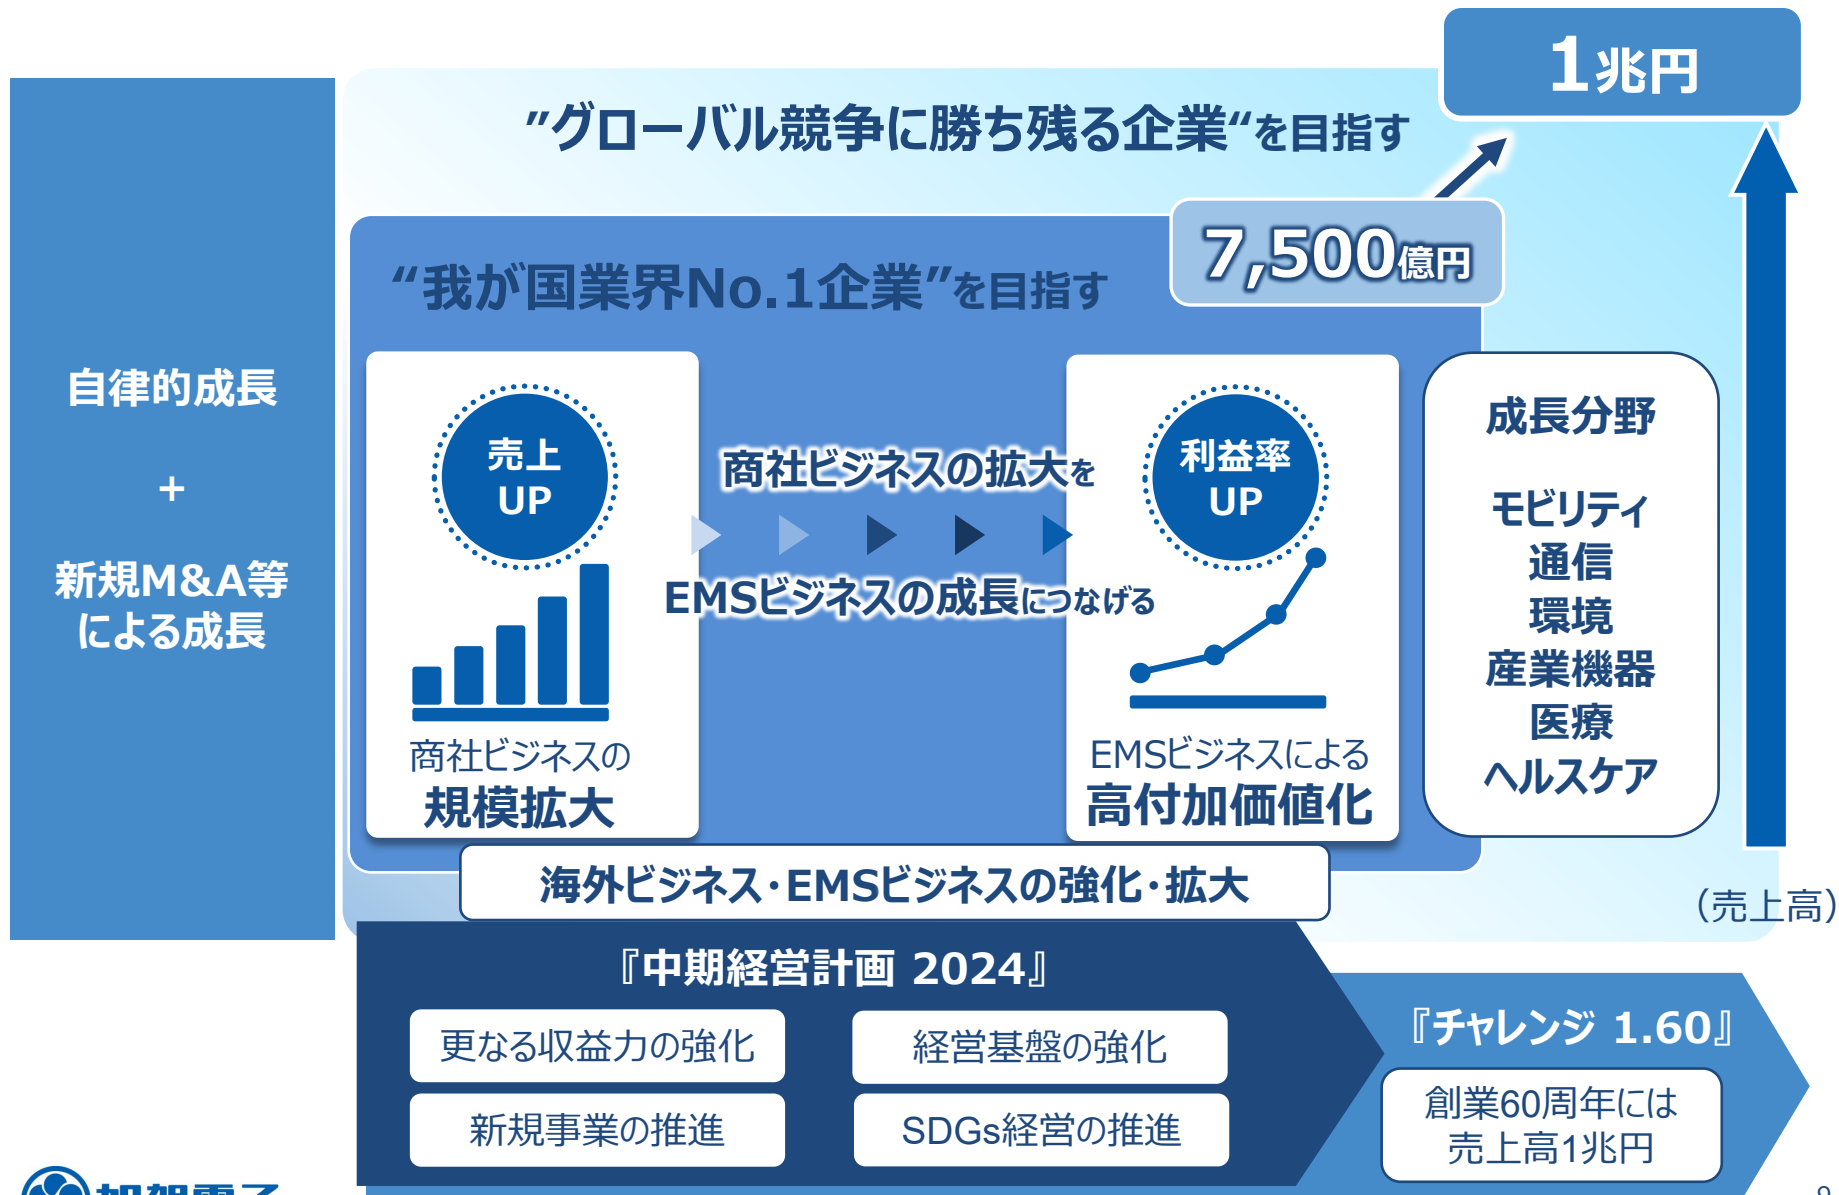 1兆円
”グローバル競争に勝ち残る企業“を目指す
7,500億円
“我が国業界No.1企業”を目指す
自律的成長
+
新規M&A等
による成長
売上
UP
商社ビジネスの
規模拡大
商社ビジネスの拡大を
EMSビジネスの成長につなげる
利益率
UP
EMSビジネスによる
高付加価値化
成長分野
モビリティ
通信
環境
産業機器
医療
ヘルスケア
(売上高)
海外ビジネス・EMSビジネスの強化・拡大
『中期経営計画 2024』
更なる収益力の強化
経営基盤の強化
新規事業の推進
SDGs経営の推進
『チャレンジ 1.60』
創業60周年には
売上高1兆円
加賀電子
9